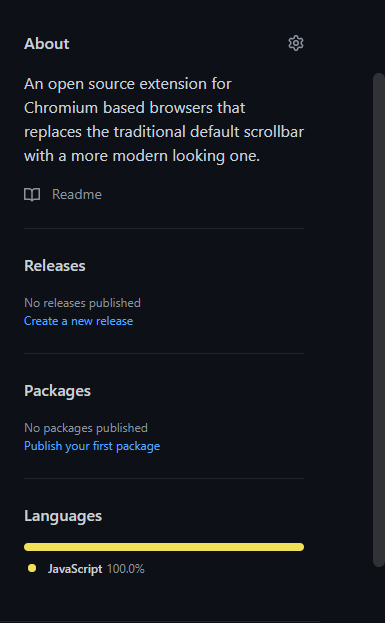 About
An open source extension for
Chromium based browsers that
replaces the traditional default scrollbar
with a more modern looking one.
Readme
Releases
No releases published
Create a new release
Packages
No packages published
Publish your first package
Languages
JavaScript 100.0%